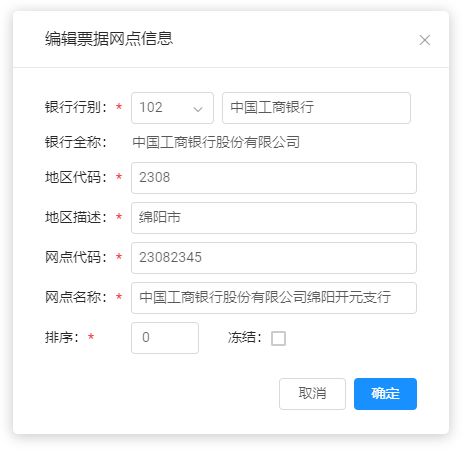 编辑票据网点信息
银行行别：* 102 中国工商银行
银行全称： 中国工商银行股份有限公司
地区代码：* 2308
地区描述：* 绵阳市
网点代码：* 23082345
网点名称：* 中国工商银行股份有限公司绵阳开元支行
排序：* 0 冻结：
取消 确定